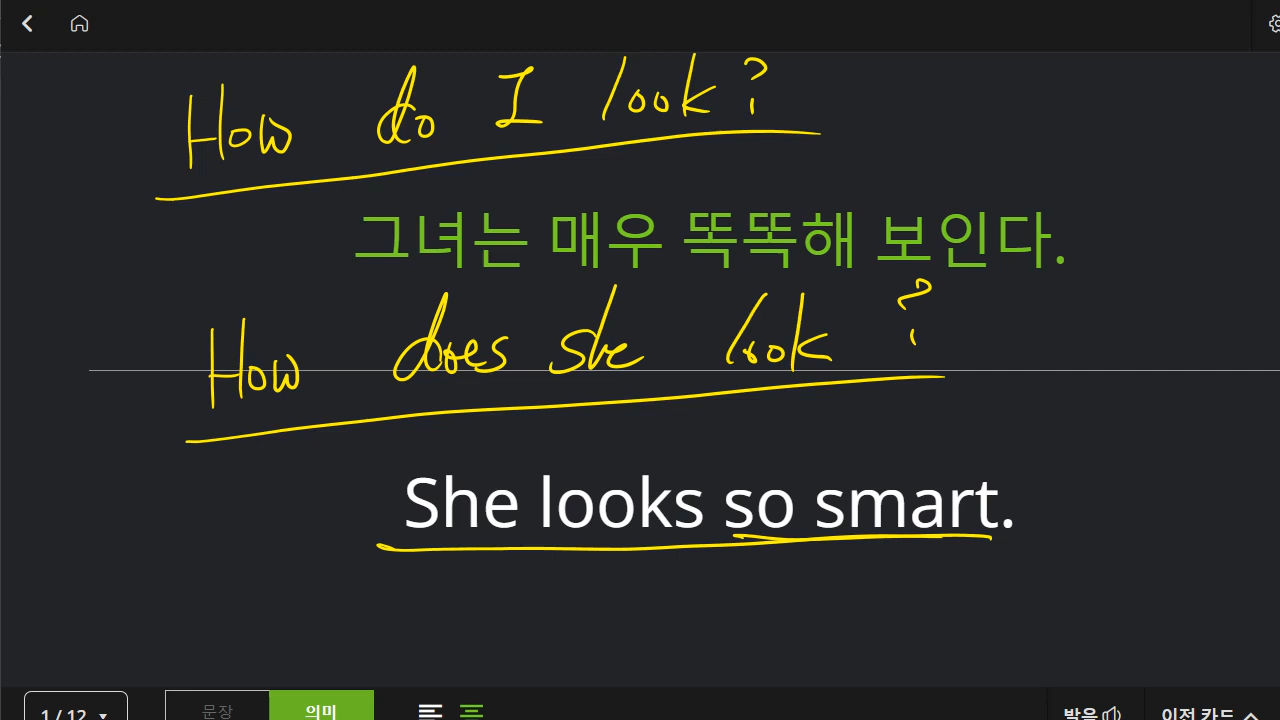 How do I look?
그녀는 매우 똑똑해 보인다.
How does she look?
She looks so smart.
1 / 12
문장 의미
발음 이전 카드